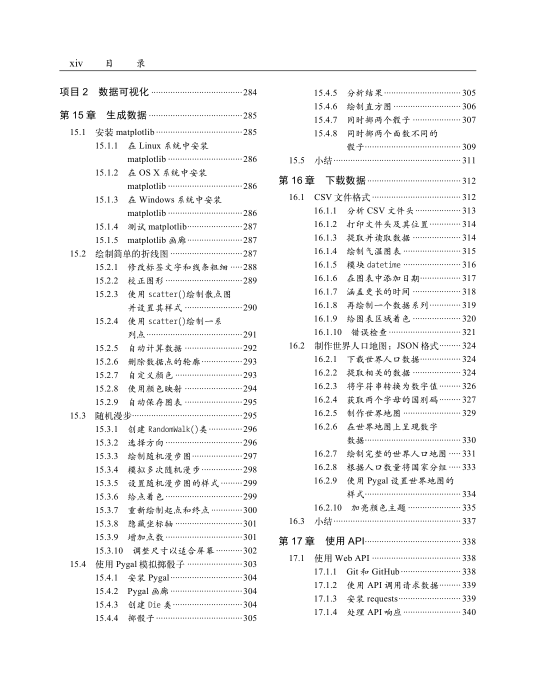 xiv 目 录
项目 2 数据可视化 284
第 15 章 生成数据 285
15.1 安装 matplotlib 285
15.1.1 在 Linux 系统中安装
matplotlib 286
15.1.2 在 OS X 系统中安装
matplotlib 286
15.1.3 在 Windows 系统中安装
matplotlib 286
15.1.4 测试 matplotlib 287
15.1.5 matplotlib 画廊 287
15.2 绘制简单的折线图 287
15.2.1 修改标签文字和线条粗细 288
15.2.2 校正图形 289
15.2.3 使用 scatter()绘制散点图
并设置其样式 290
15.2.4 使用 scatter()绘制一系
列点 291
15.2.5 自动计算数据 292
15.2.6 删除数据点的轮廓 293
15.2.7 自定义颜色 293
15.2.8 使用颜色映射 294
15.2.9 自动保存图表 295
15.3 随机漫步 295
15.3.1 创建 RandomWalk()类 296
15.3.2 选择方向 296
15.3.3 绘制随机漫步图 297
15.3.4 模拟多次随机漫步 298
15.3.5 设置随机漫步图的样式 299
15.3.6 给点着色 299
15.3.7 重新绘制起点和终点 300
15.3.8 隐藏坐标轴 301
15.3.9 增加点数 301
15.3.10 调整尺寸以适合屏幕 302
15.4 使用 Pygal 模拟掷骰子 303
15.4.1 安装 Pygal 304
15.4.2 Pygal 画廊 304
15.4.3 创建 Die 类 304
15.4.4 掷骰子 305
15.4.5 分析结果 305
15.4.6 绘制直方图 306
15.4.7 同时掷两个骰子 307
15.4.8 同时掷两个面数不同的
骰子 309
15.5 小结 311
第 16 章 下载数据 312
16.1 CSV 文件格式 312
16.1.1 分析 CSV 文件头 313
16.1.2 打印文件头及其位置 314
16.1.3 提取并读取数据 314
16.1.4 绘制气温图表 315
16.1.5 模块 datetime 316
16.1.6 在图表中添加日期 317
16.1.7 涵盖更长的时间 318
16.1.8 再绘制一个数据系列 319
16.1.9 给图表区域着色 320
16.1.10 错误检查 321
16.2 制作世界人口地图：JSON 格式 324
16.2.1 下载世界人口数据 324
16.2.2 提取相关的数据 324
16.2.3 将字符串转换为数字值 326
16.2.4 获取两个字母的国别码 327
16.2.5 制作世界地图 329
16.2.6 在世界地图上呈现数字
数据 330
16.2.7 绘制完整的世界人口地图 331
16.2.8 根据人口数量将国家分组 333
16.2.9 使用 Pygal 设置世界地图的
样式 334
16.2.10 加亮颜色主题 335
16.3 小结 337
第 17 章 使用 API 338
17.1 使用 Web API 338
17.1.1 Git 和 GitHub 338
17.1.2 使用 API 调用请求数据 339
17.1.3 安装 requests 339
17.1.4 处理 API 响应 340